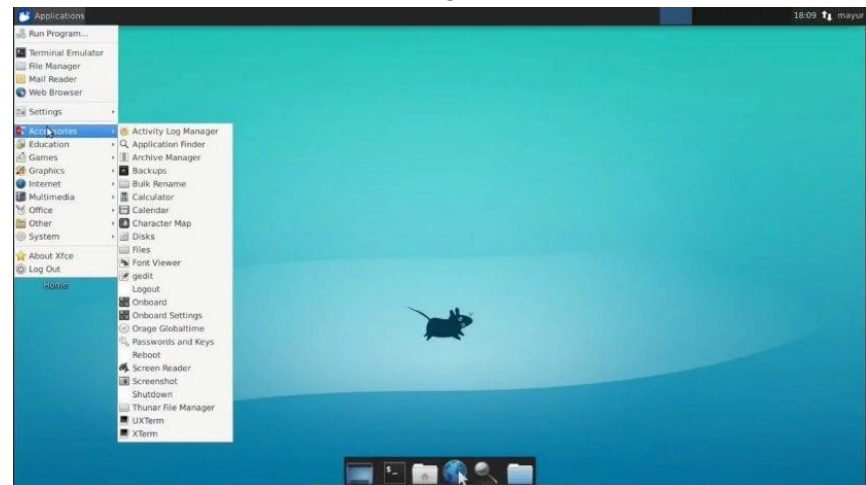 Applications
18:09 mayur
Run Program...
Terminal Emulator
File Manager
Mail Reader
Web Browser
Settings
Accessories
Education
Games
Graphics
Internet
Multimedia
Office
Other
System
About Xfce
Log Out
Home
Activity Log Manager
Application Finder
Archive Manager
Backups
Bulk Rename
Calculator
Calendar
Character Map
Disks
Files
Font Viewer
gedit
Logout
Onboard
Onboard Settings
Orage Globaltime
Passwords and Keys
Reboot
Screen Reader
Screenshot
Shutdown
Thunar File Manager
UXTerm
XTerm